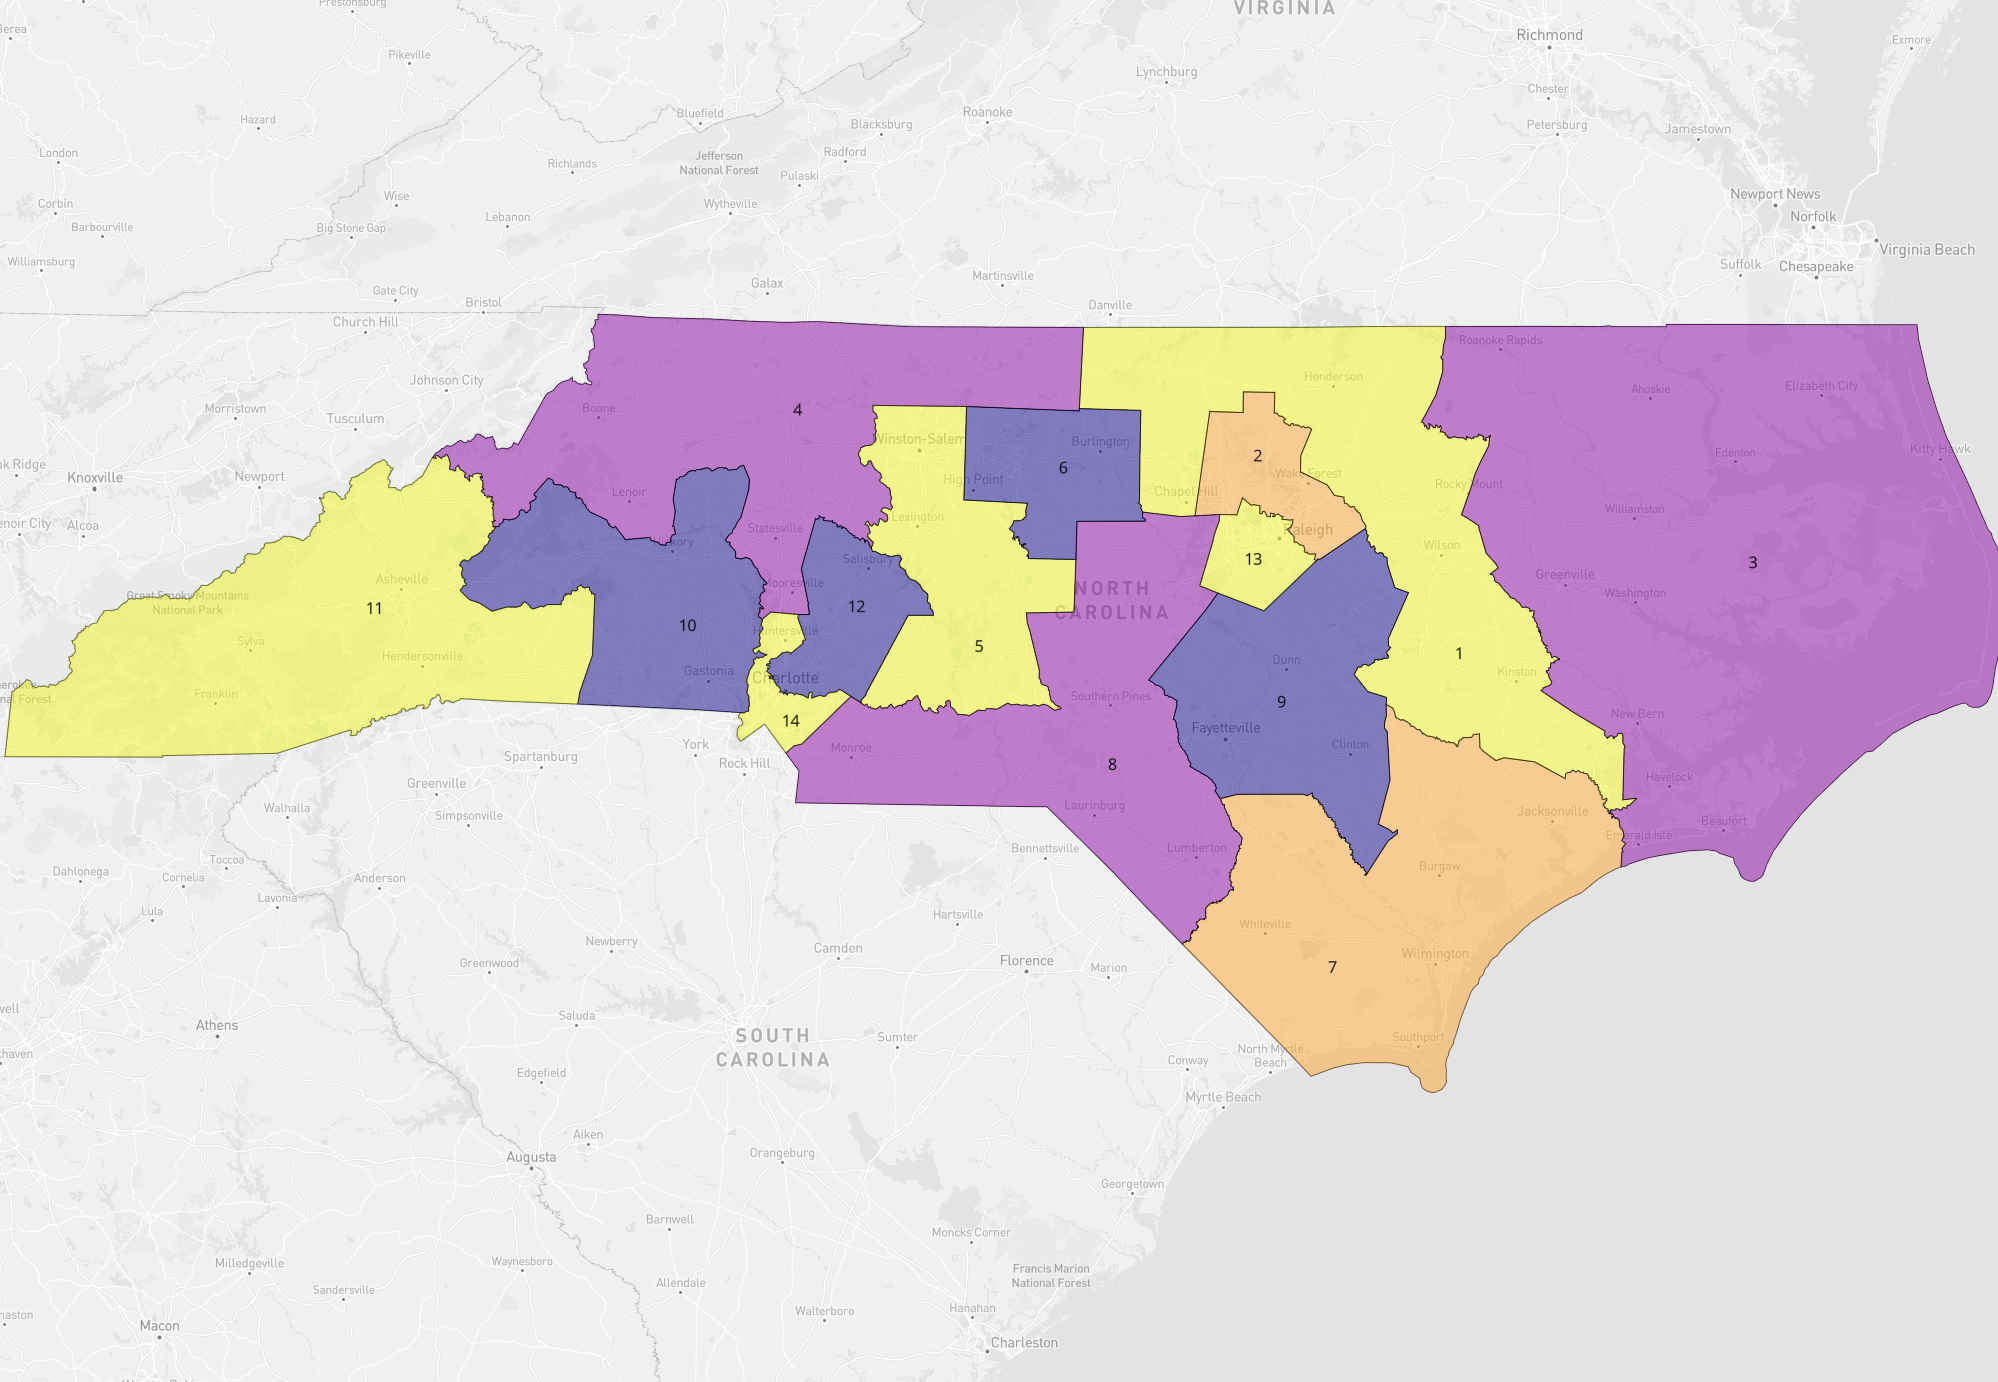 VIRGINIA
Prestonsburg
Berea
Richmond
Exmore
Pikeville
Lynchburg
Chester
Hazard
Bluefield
Roanoke
Blacksburg
Petersburg
Jamestown
London
Richlands
Jefferson
National Forest
Radford
Pulaski
Wise
Newport News
Corbin
Wytheville
Norfolk
Lebanon
Barbourville
Big Stone Gap
Virginia Beach
Williamsburg
Suffolk
Chesapeake
Galax
Martinsville
Gate City
Bristol
Danville
Church Hill
Roanoke Rapids
Johnson City
Henderson
Ahoskie
Elizabeth City
Morristown
Boone
4
Tusculum
Winston-Salem
Burlington
Kitty Hawk
Edenton
2
ak Ridge
Knoxville
Newport
6
Wake Forest
High Point
Rocky Mount
Lenoir
Chapel Hill
Williamston
enoir City
Alcoa
Lexington
Statesville
Raleigh
Hickory
Wilson
Salisbury
13
3
Greenville
Asheville
Mooresville
NORTH
CAROLINA
Washington
Great Smoky Mountains
National Park
11
12
10
Huntersville
Sylva
5
1
Hendersonville
Dunn
Gastonia
Kinston
Charlotte
Franklin
nal Forest
Southern Pines
9
New Bern
14
Fayetteville
York
Monroe
Clinton
Spartanburg
Rock Hill
8
Havelock
Greenville
Walhalla
Laurinburg
Jacksonville
Simpsonville
Beaufort
Emerald Isle
Bennettsville
Lumberton
Toccoa
Dahlonega
Cornelia
Anderson
Burgaw
Lavonia
Lula
Hartsville
Whiteville
Newberry
Camden
Wilmington
Greenwood
Florence
Marion
7
well
Saluda
Athens
SOUTH
CAROLINA
Sumter
Southport
North Myrtle
Beach
Conway
haven
Edgefield
Myrtle Beach
Aiken
Augusta
Orangeburg
Georgetown
Barnwell
Moncks Corner
Milledgeville
Waynesboro
Francis Marion
National Forest
Allendale
Sandersville
Walterboro
Hanahan
Macon
Charleston